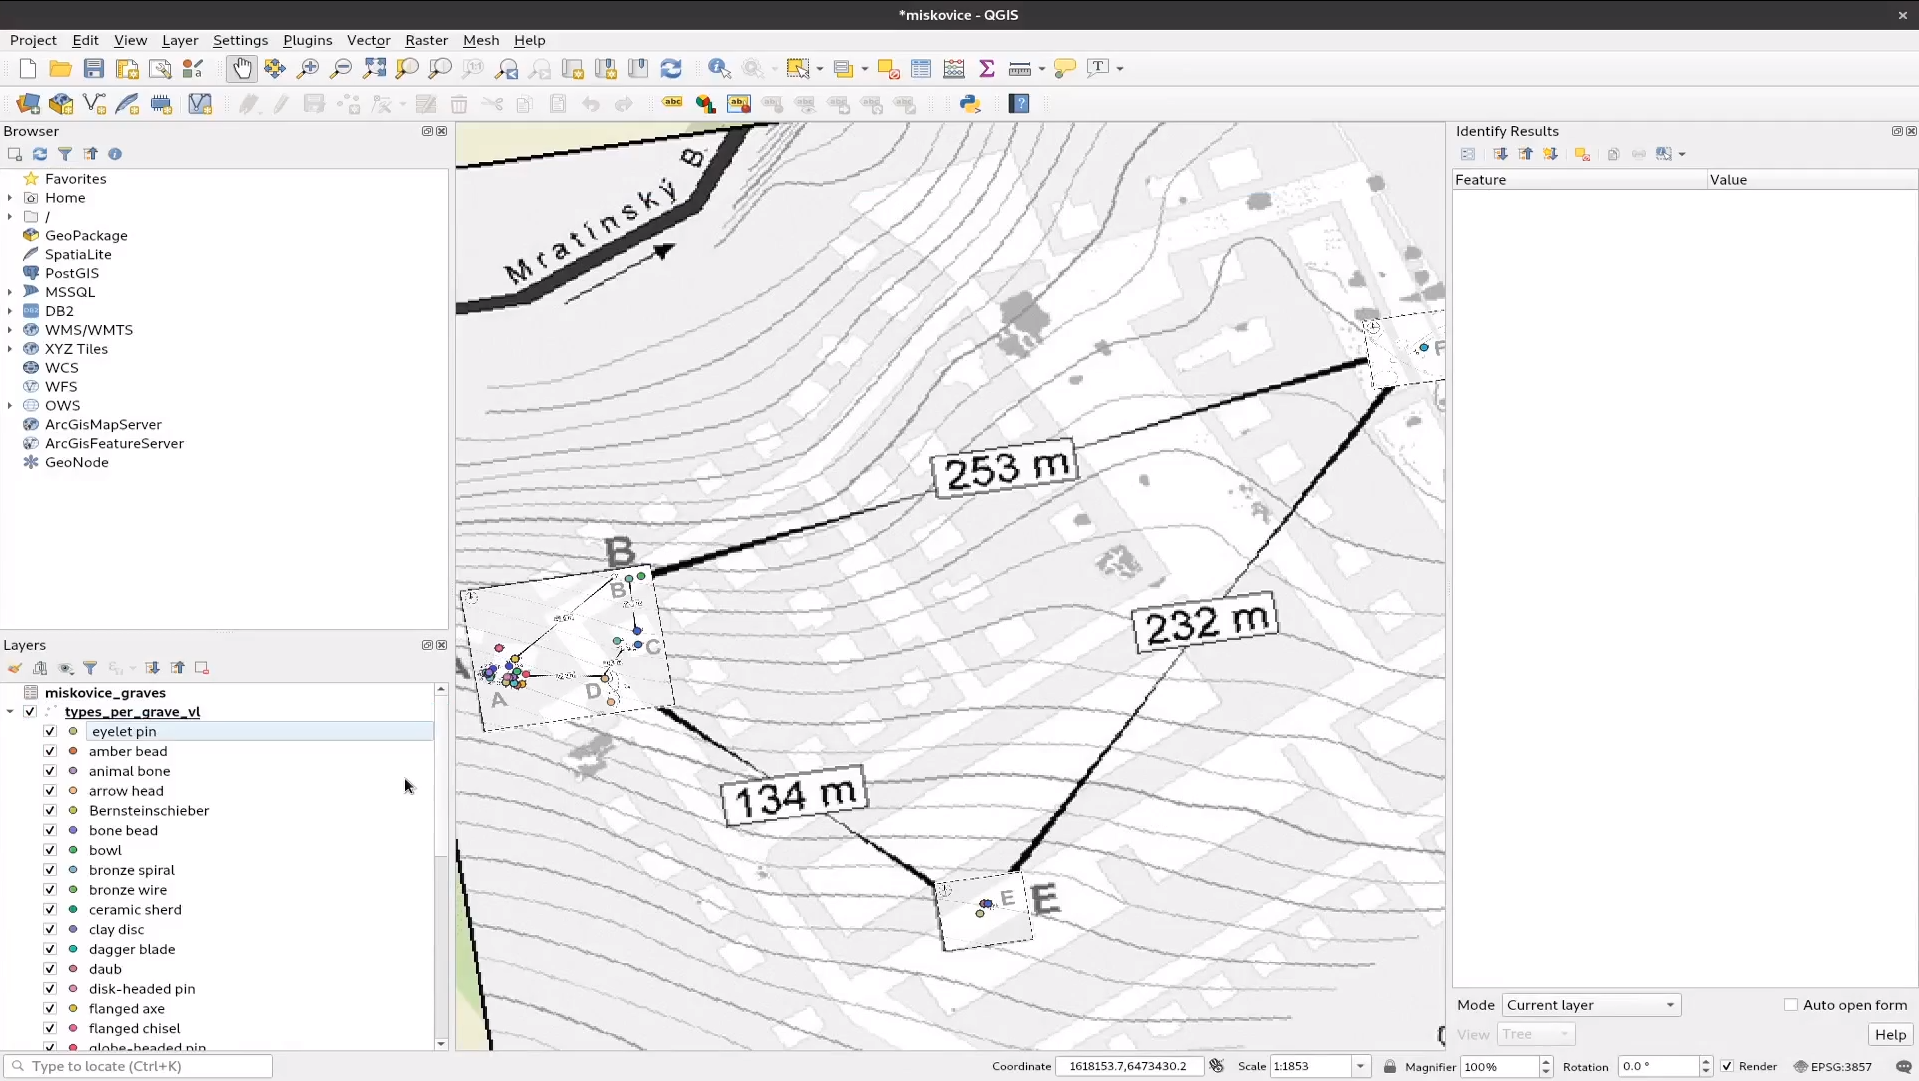 *miskovice - QGIS
Project Edit View Layer Settings Plugins Vector Raster Mesh Help
Browser
Favorites
Home
/
GeoPackage
SpatiaLite
PostGIS
MSSQL
DB2
WMS/WMTS
XYZ Tiles
WCS
WFS
OWS
ArcGisMapServer
ArcGisFeatureServer
GeoNode
Layers
miskovice_graves
types_per_grave_vl
eyelet pin
amber bead
animal bone
arrow head
Bernsteinschieber
bone bead
bowl
bronze spiral
bronze wire
ceramic sherd
clay disc
dagger blade
daub
disk-headed pin
flanged axe
flanged chisel
globe-headed pin
Mratínský B.
253 m
232 m
134 m
B
B
C
D
A
E
E
Identify Results
Feature Value
Mode Current layer Auto open form
View Tree Help
Type to locate (Ctrl+K)
Coordinate 1618153.7,6473430.2 Scale 1:1853 Magnifier 100% Rotation 0.0 ° Render EPSG:3857